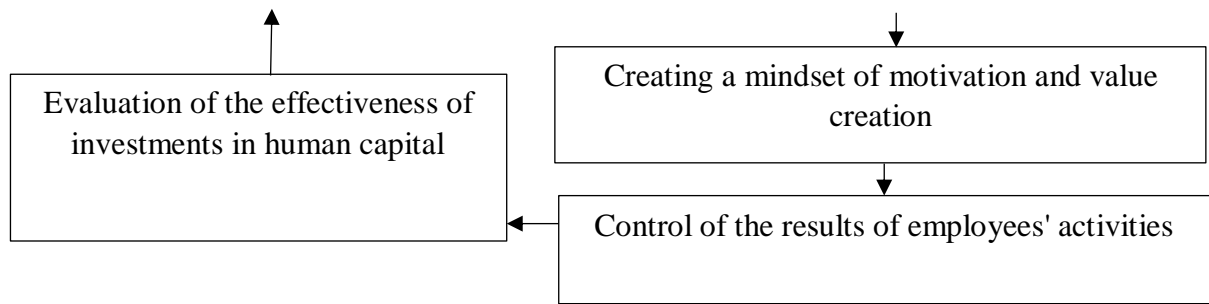 Creating a mindset of motivation and value
creation
Evaluation of the effectiveness of
investments in human capital
Control of the results of employees' activities